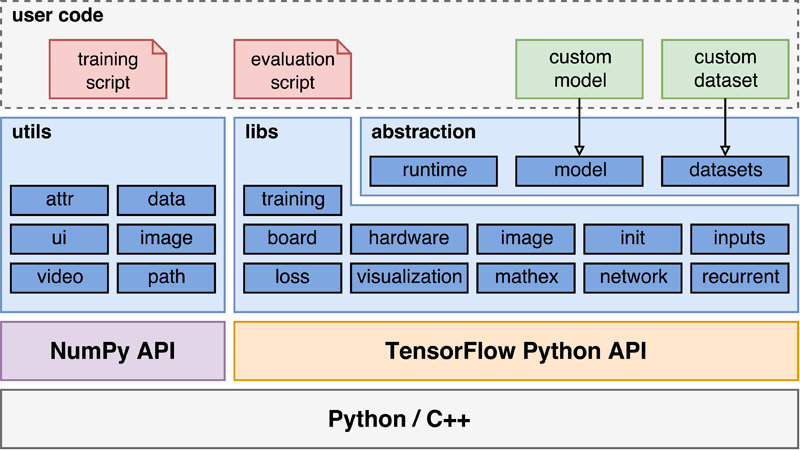 user code
training
script
evaluation
script
custom
model
custom
dataset
utils
libs
abstraction
runtime
model
datasets
attr
data
training
ui
image
board
hardware
image
init
inputs
video
path
loss
visualization
mathex
network
recurrent
NumPy API
TensorFlow Python API
Python / C++